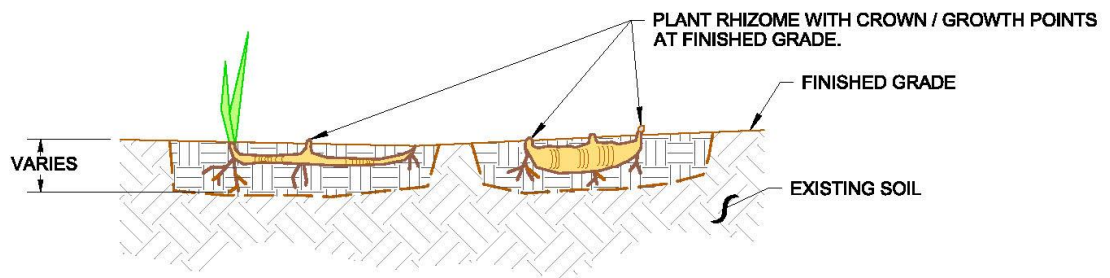 PLANT RHIZOME WITH CROWN / GROWTH POINTS
AT FINISHED GRADE.
FINISHED GRADE
VARIES
EXISTING SOIL